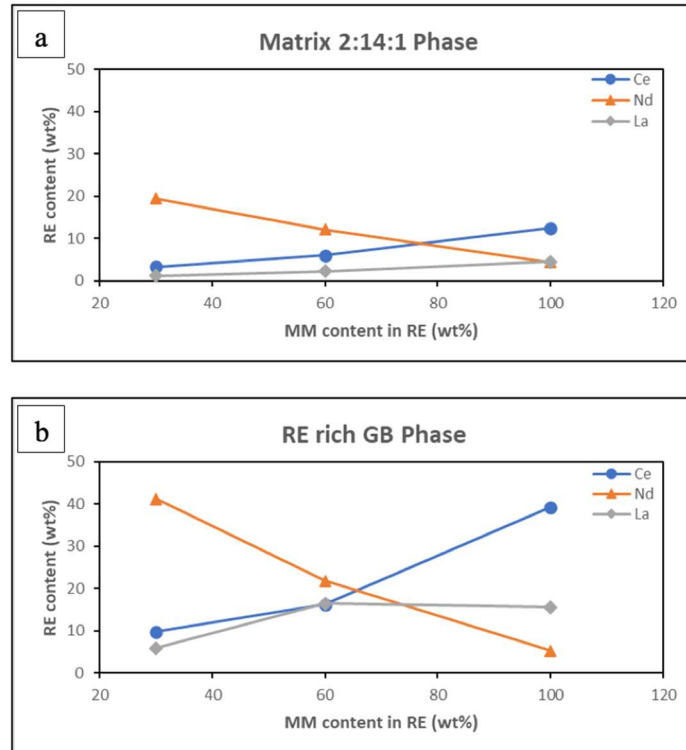 a
Matrix 2:14:1 Phase
50
40
30
20
10
0
RE content (wt%)
Ce
Nd
La
20 40 60 80 100 120
MM content in RE (wt%)
b
RE rich GB Phase
50
40
30
20
10
0
RE content (wt%)
Ce
Nd
La
20 40 60 80 100 120
MM content in RE (wt%)